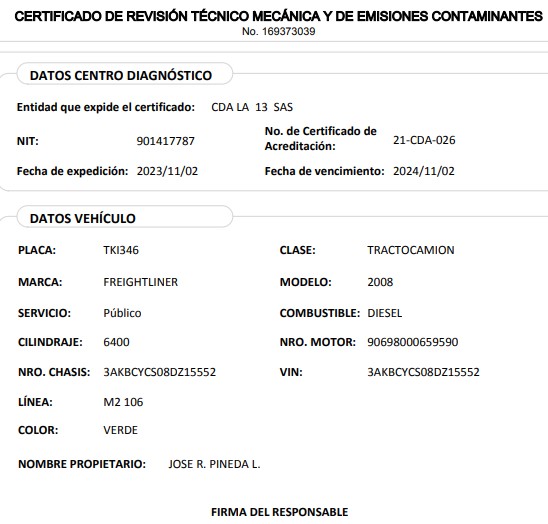 CERTIFICADO DE REVISIÓN TÉCNICO MECÁNICA Y DE EMISIONES CONTAMINANTES
No. 169373039
DATOS CENTRO DIAGNÓSTICO
Entidad que expide el certificado: CDA LA 13 SAS
NIT: 901417787 No. de Certificado de Acreditación: 21-CDA-026
Fecha de expedición: 2023/11/02 Fecha de vencimiento: 2024/11/02
DATOS VEHÍCULO
PLACA: TKI346 CLASE: TRACTOCAMION
MARCA: FREIGHTLINER MODELO: 2008
SERVICIO: Público COMBUSTIBLE: DIESEL
CILINDRAJE: 6400 NRO. MOTOR: 90698000659590
NRO. CHASIS: 3AKBCYCS08DZ15552 VIN: 3AKBCYCS08DZ15552
LÍNEA: M2 106
COLOR: VERDE
NOMBRE PROPIETARIO: JOSE R. PINEDA L.
FIRMA DEL RESPONSABLE